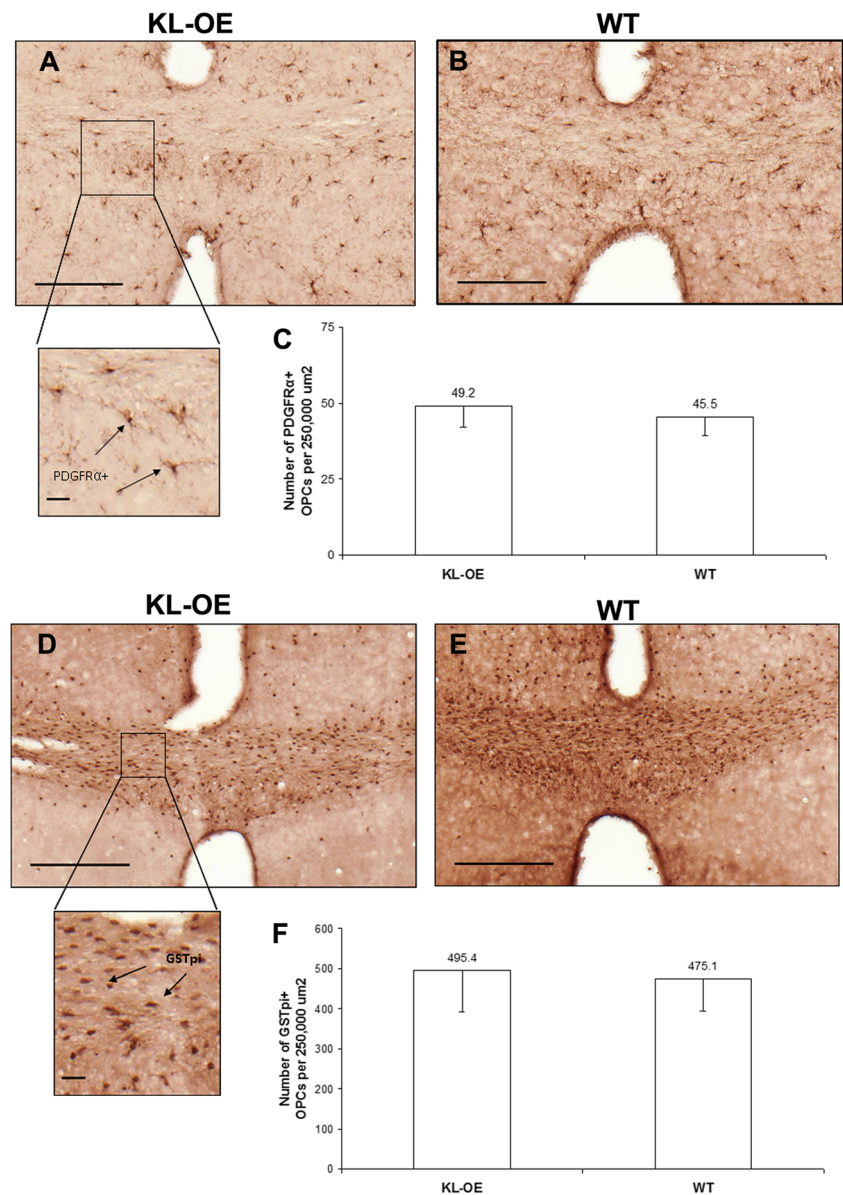 KL-OE
WT
A
B
PDGFRα+
C
Number of PDGFRα+
OPCs per 250,000 um2
75
50
25
0
49.2
45.5
KL-OE
WT
KL-OE
WT
D
E
GSTpi
F
Number of GSTpi+
OPCs per 250,000 um2
600
500
400
300
200
100
0
495.4
475.1
KL-OE
WT